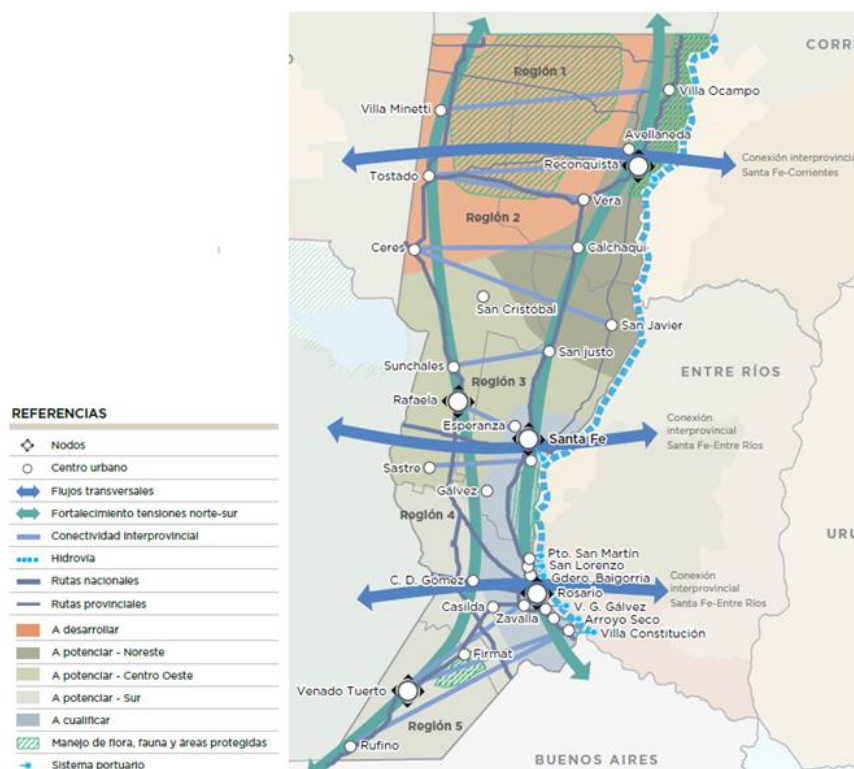 CORRI
Región 1
Villa Ocampo
Villa Minetti
Avellaneda
Conexión interprovincial
Santa Fe-Corrientes
Reconquista
Tostado
Vera
Región 2
Ceres
Calchaquí
San Cristóbal
San Javier
San justo
ENTRE RÍOS
Sunchales
Región 3
Rafaela
Esperanza
Santa Fe
Conexión
interprovincial
Santa Fe-Entre Ríos
Sastre
Gálvez
Región 4
URU
Pto. San Martín
San Lorenzo
Gdero. Baigorria
C. D. Gómez
Rosario
Conexión
interprovincial
Santa Fe-Entre Ríos
Casilda
V. G. Gálvez
Zavalla
Arroyo Seco
Villa Constitución
Firmat
Venado Tuerto
Región 5
Rufino
BUENOS AIRES
REFERENCIAS
Nodos
Centro urbano
Flujos transversales
Fortalecimiento tensiones norte-sur
Conectividad interprovincial
Hidrovía
Rutas nacionales
Rutas provinciales
A desarrollar
A potenciar - Noreste
A potenciar - Centro Oeste
A potenciar - Sur
A cualificar
Manejo de flora, fauna y áreas protegidas
Sistema portuario